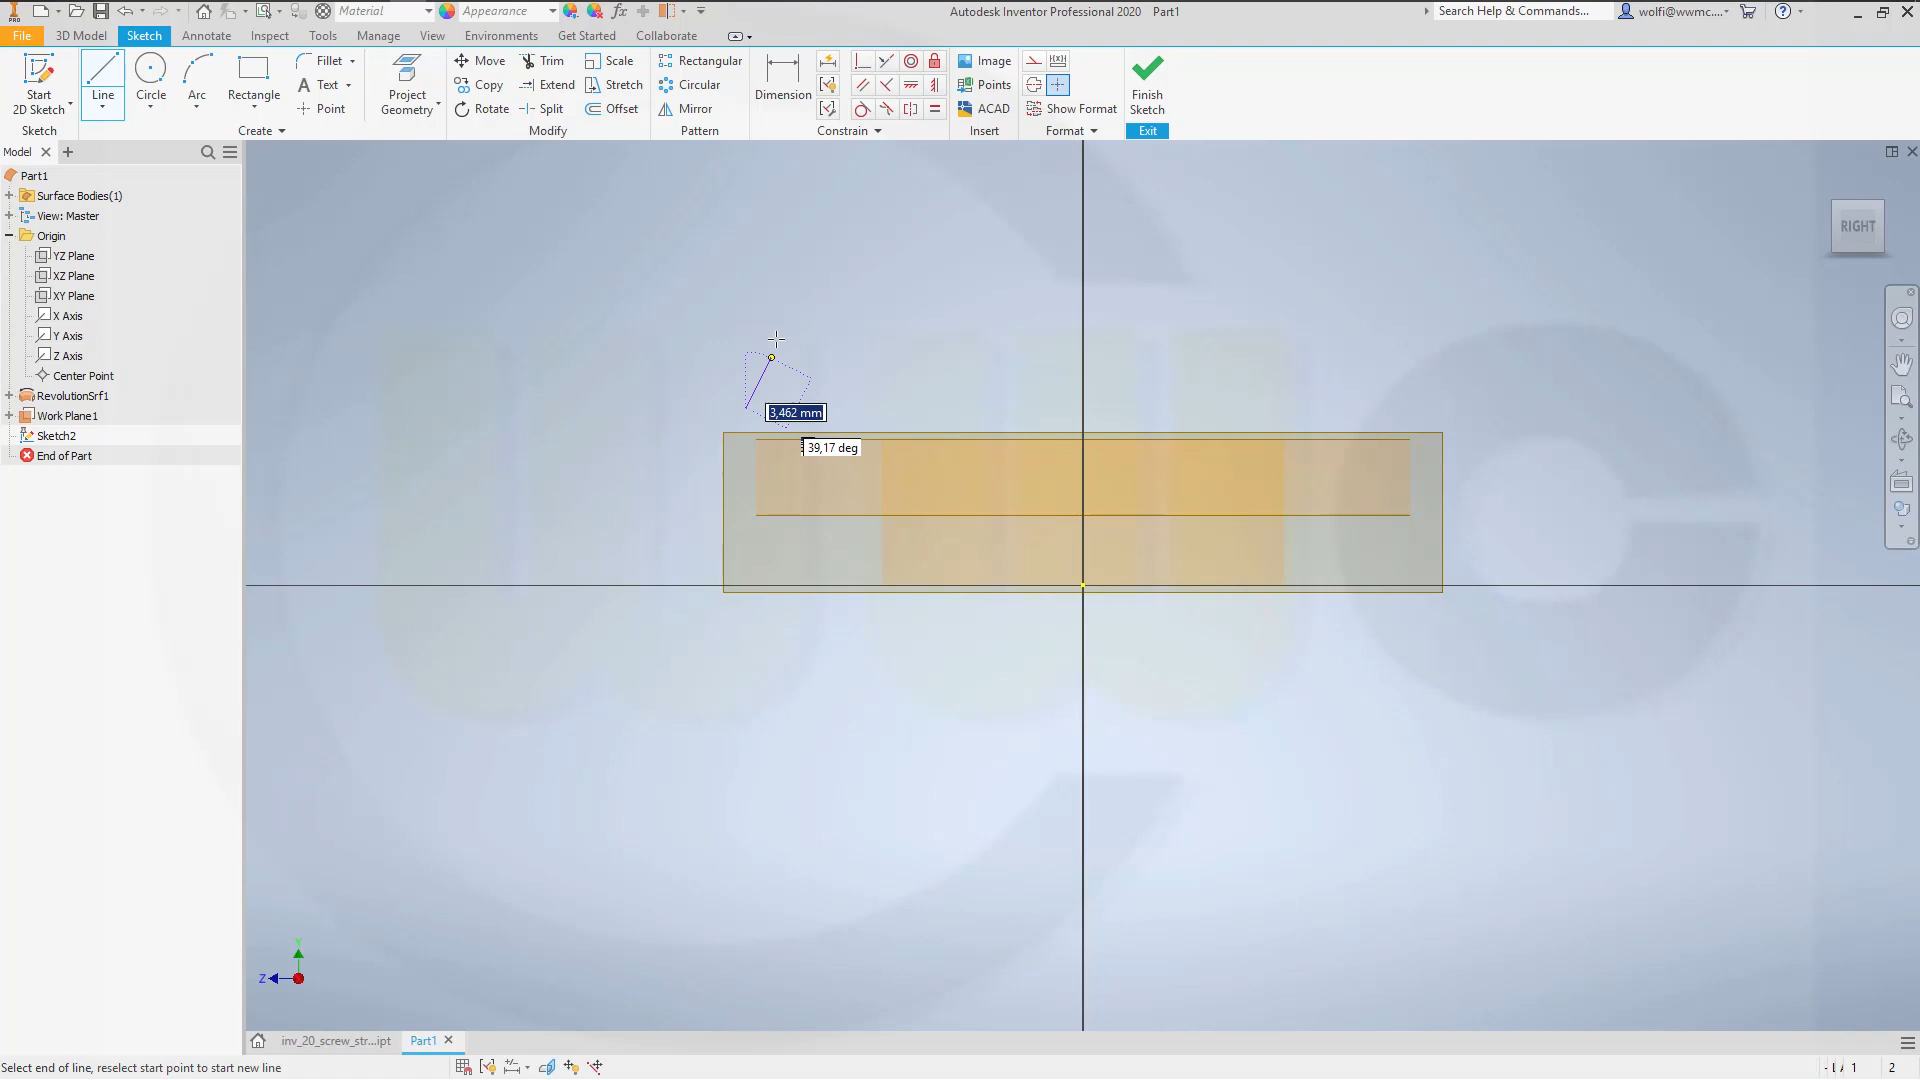 PRO
Material
Appearance
fx
Autodesk Inventor Professional 2020 Part1
Search Help & Commands...
wolfi@wwmc....
File
3D Model
Sketch
Annotate
Inspect
Tools
Manage
View
Environments
Get Started
Collaborate
Start
2D Sketch
Line
Circle
Arc
Rectangle
Fillet
Text
Point
Project
Geometry
Move
Copy
Rotate
Trim
Extend
Split
Scale
Stretch
Offset
Rectangular
Circular
Mirror
Dimension
Image
Points
ACAD
Show Format
Finish
Sketch
Sketch
Create
Modify
Pattern
Constrain
Insert
Format
Exit
Model
Part1
Surface Bodies(1)
View: Master
Origin
YZ Plane
XZ Plane
XY Plane
X Axis
Y Axis
Z Axis
Center Point
RevolutionSrf1
Work Plane1
Sketch2
End of Part
RIGHT
3,462 mm
39,17 deg
Y
Z
inv_20_screw_str...ipt
Part1
Select end of line, reselect start point to start new line
1
2